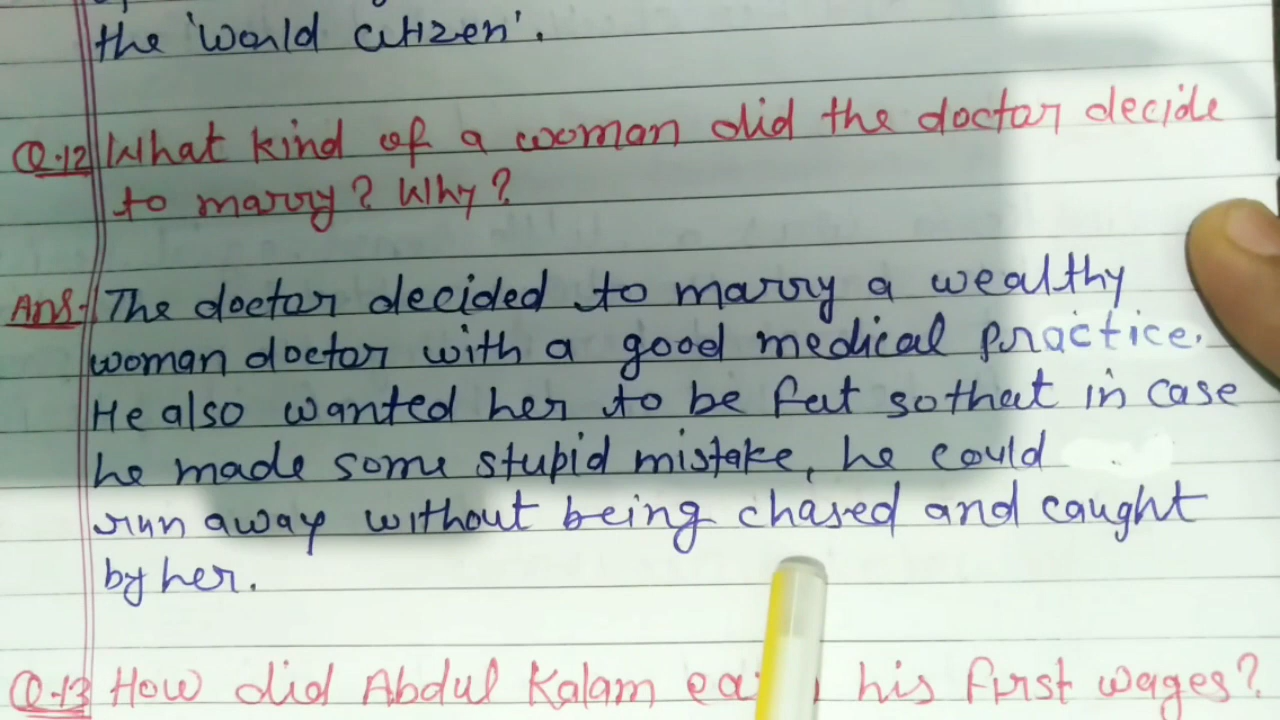 the 'World citizen'.
Q.12 What kind of a woman did the doctor decide
to marry? Why?
Ans:- The doctor decided to marry a wealthy
woman doctor with a good medical practice.
He also wanted her to be fat sothat in case
he made some stupid mistake, he could
run away without being chased and caught
by her.
Q.13 How did Abdul Kalam his first wages?